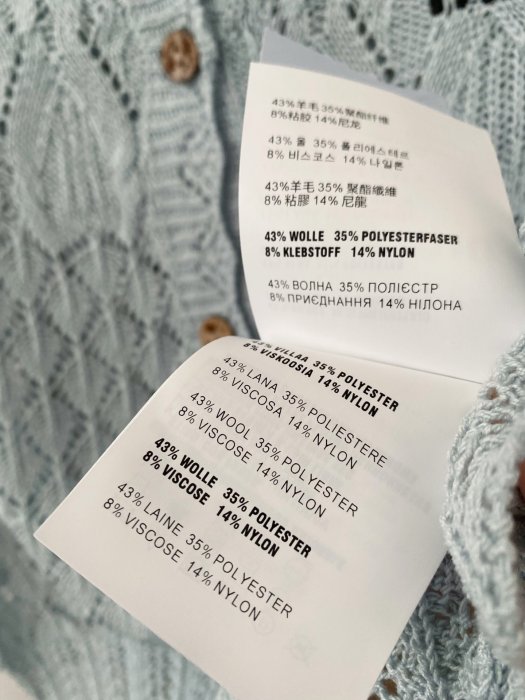 43%羊毛 35%聚酯纤维
8%粘胶 14%尼龙
43% 울 35% 폴리에스테르
8% 비스코스 14% 나일론
43%羊毛 35% 聚酯纖維
8% 粘膠 14% 尼龍
43% WOLLE 35% POLYESTERFASER
8% KLEBSTOFF 14% NYLON
43% ВОЛНА 35% ПОЛІЄСТР
8% ПРИЄДНАННЯ 14% НІЛОНА
43% VILLAA 35% POLYESTER
8% VISKOOSIA 14% NYLON
43% LANA 35% POLIESTERE
8% VISCOSA 14% NYLON
43% WOOL 35% POLYESTER
8% VISCOSE 14% NYLON
43% WOLLE 35% POLYESTER
8% VISCOSE 14% NYLON
43% LAINE 35% POLYESTER
8% VISCOSE 14% NYLON